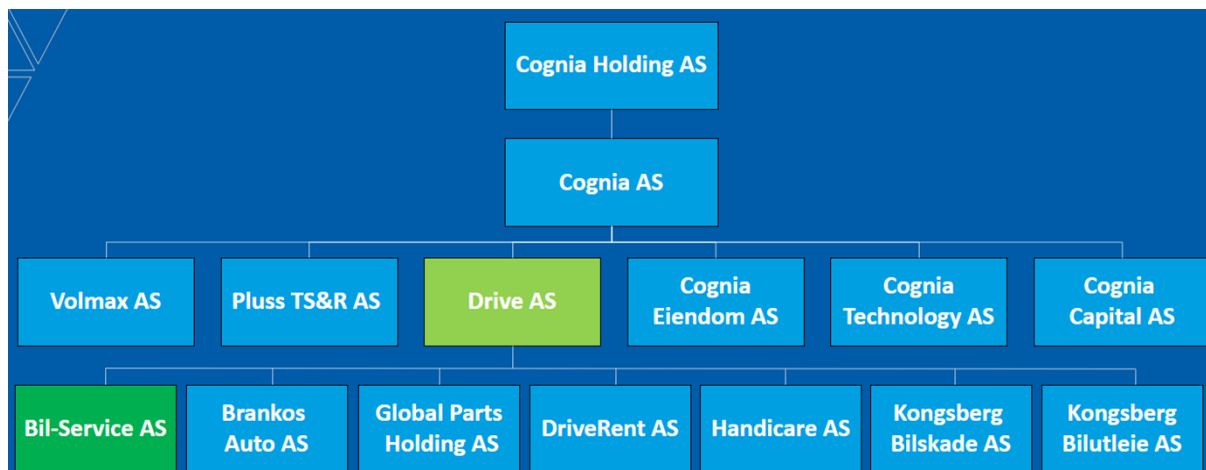 Cognia Holding AS
Cognia AS
Volmax AS
Pluss TS&R AS
Drive AS
Cognia
Eiendom AS
Cognia
Technology AS
Cognia
Capital AS
Bil-Service AS
Brankos
Auto AS
Global Parts
Holding AS
DriveRent AS
Handicare AS
Kongsberg
Bilskade AS
Kongsberg
Bilutleie AS